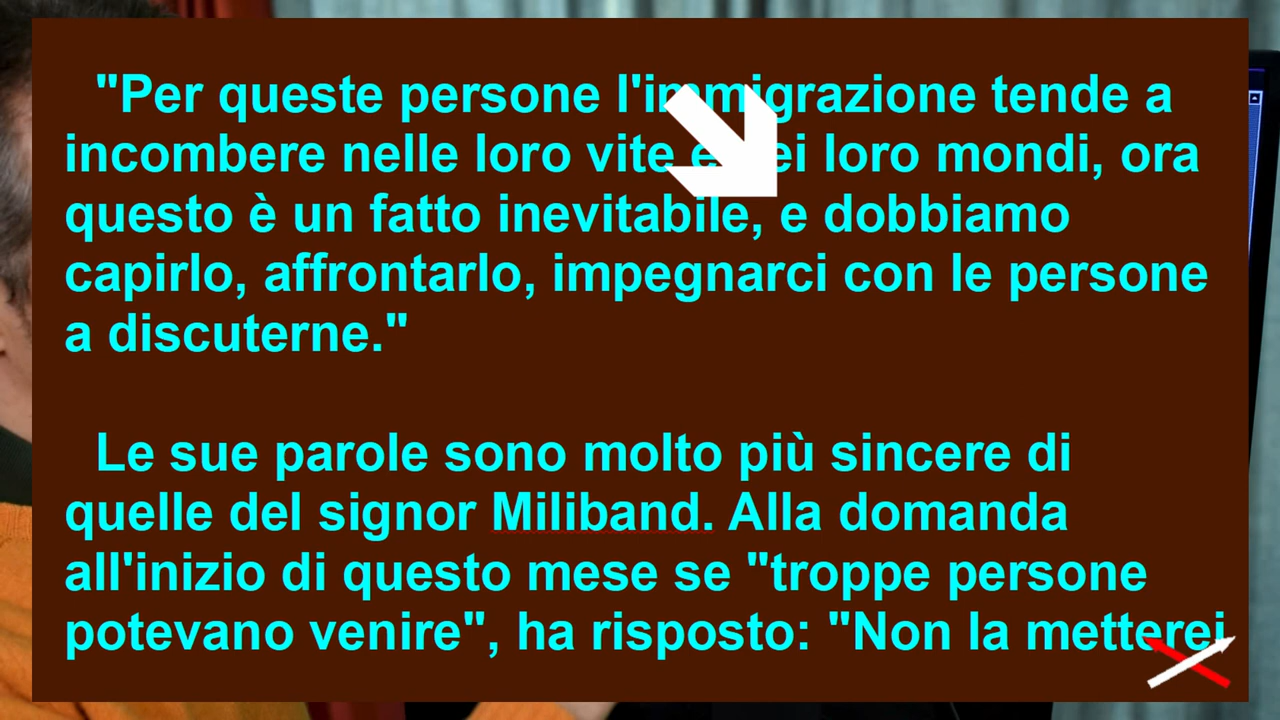 "Per queste persone l'immigrazione tende a
incombere nelle loro vite e nei loro mondi, ora
questo è un fatto inevitabile, e dobbiamo
capirlo, affrontarlo, impegnarci con le persone
a discuterne."
Le sue parole sono molto più sincere di
quelle del signor Miliband. Alla domanda
all'inizio di questo mese se "troppe persone
potevano venire", ha risposto: "Non la metterei